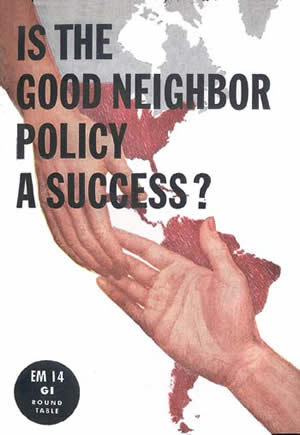 IS THE
GOOD NEIGHBOR
POLICY
A SUCCESS?
EM 14
GI
ROUND
TABLE